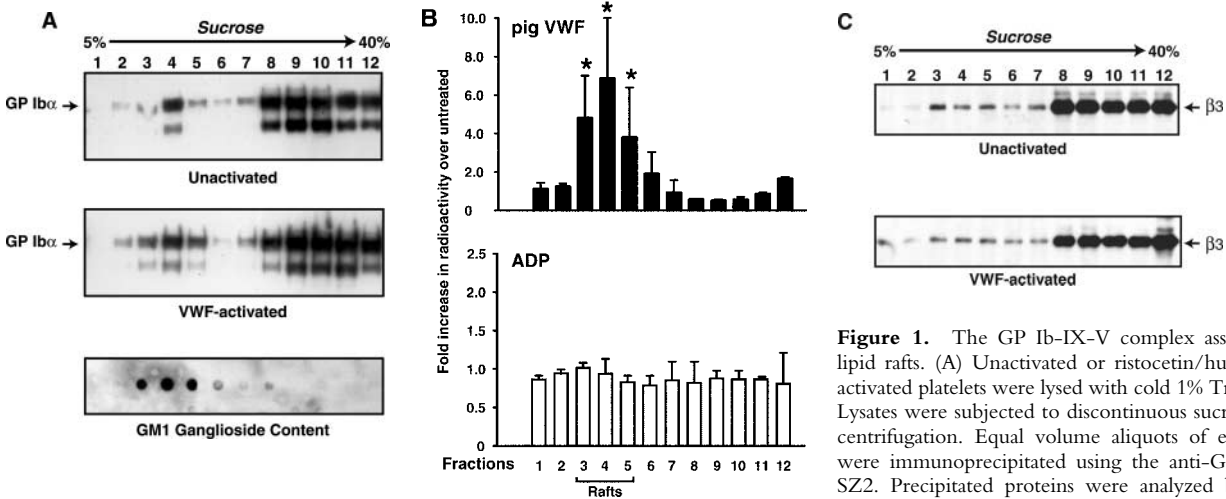 A
Sucrose
5% 40%
1 2 3 4 5 6 7 8 9 10 11 12
GP Ibα
Unactivated
GP Ibα
VWF-activated
GM1 Ganglioside Content
B
Fold increase in radioactivity over untreated
10.0
8.0
6.0
4.0
2.0
0
pig VWF
* * *
2.5
2.0
1.5
1.0
0.5
0
ADP
Fractions 1 2 3 4 5 6 7 8 9 10 11 12
Rafts
C
Sucrose
5% 40%
1 2 3 4 5 6 7 8 9 10 11 12
β3
Unactivated
β3
VWF-activated
Figure 1. The GP Ib-IX-V complex ass
lipid rafts. (A) Unactivated or ristocetin/hu
activated platelets were lysed with cold 1% Tr
Lysates were subjected to discontinuous sucr
centrifugation. Equal volume aliquots of e
were immunoprecipitated using the anti-G
SZ2. Precipitated proteins were analyzed